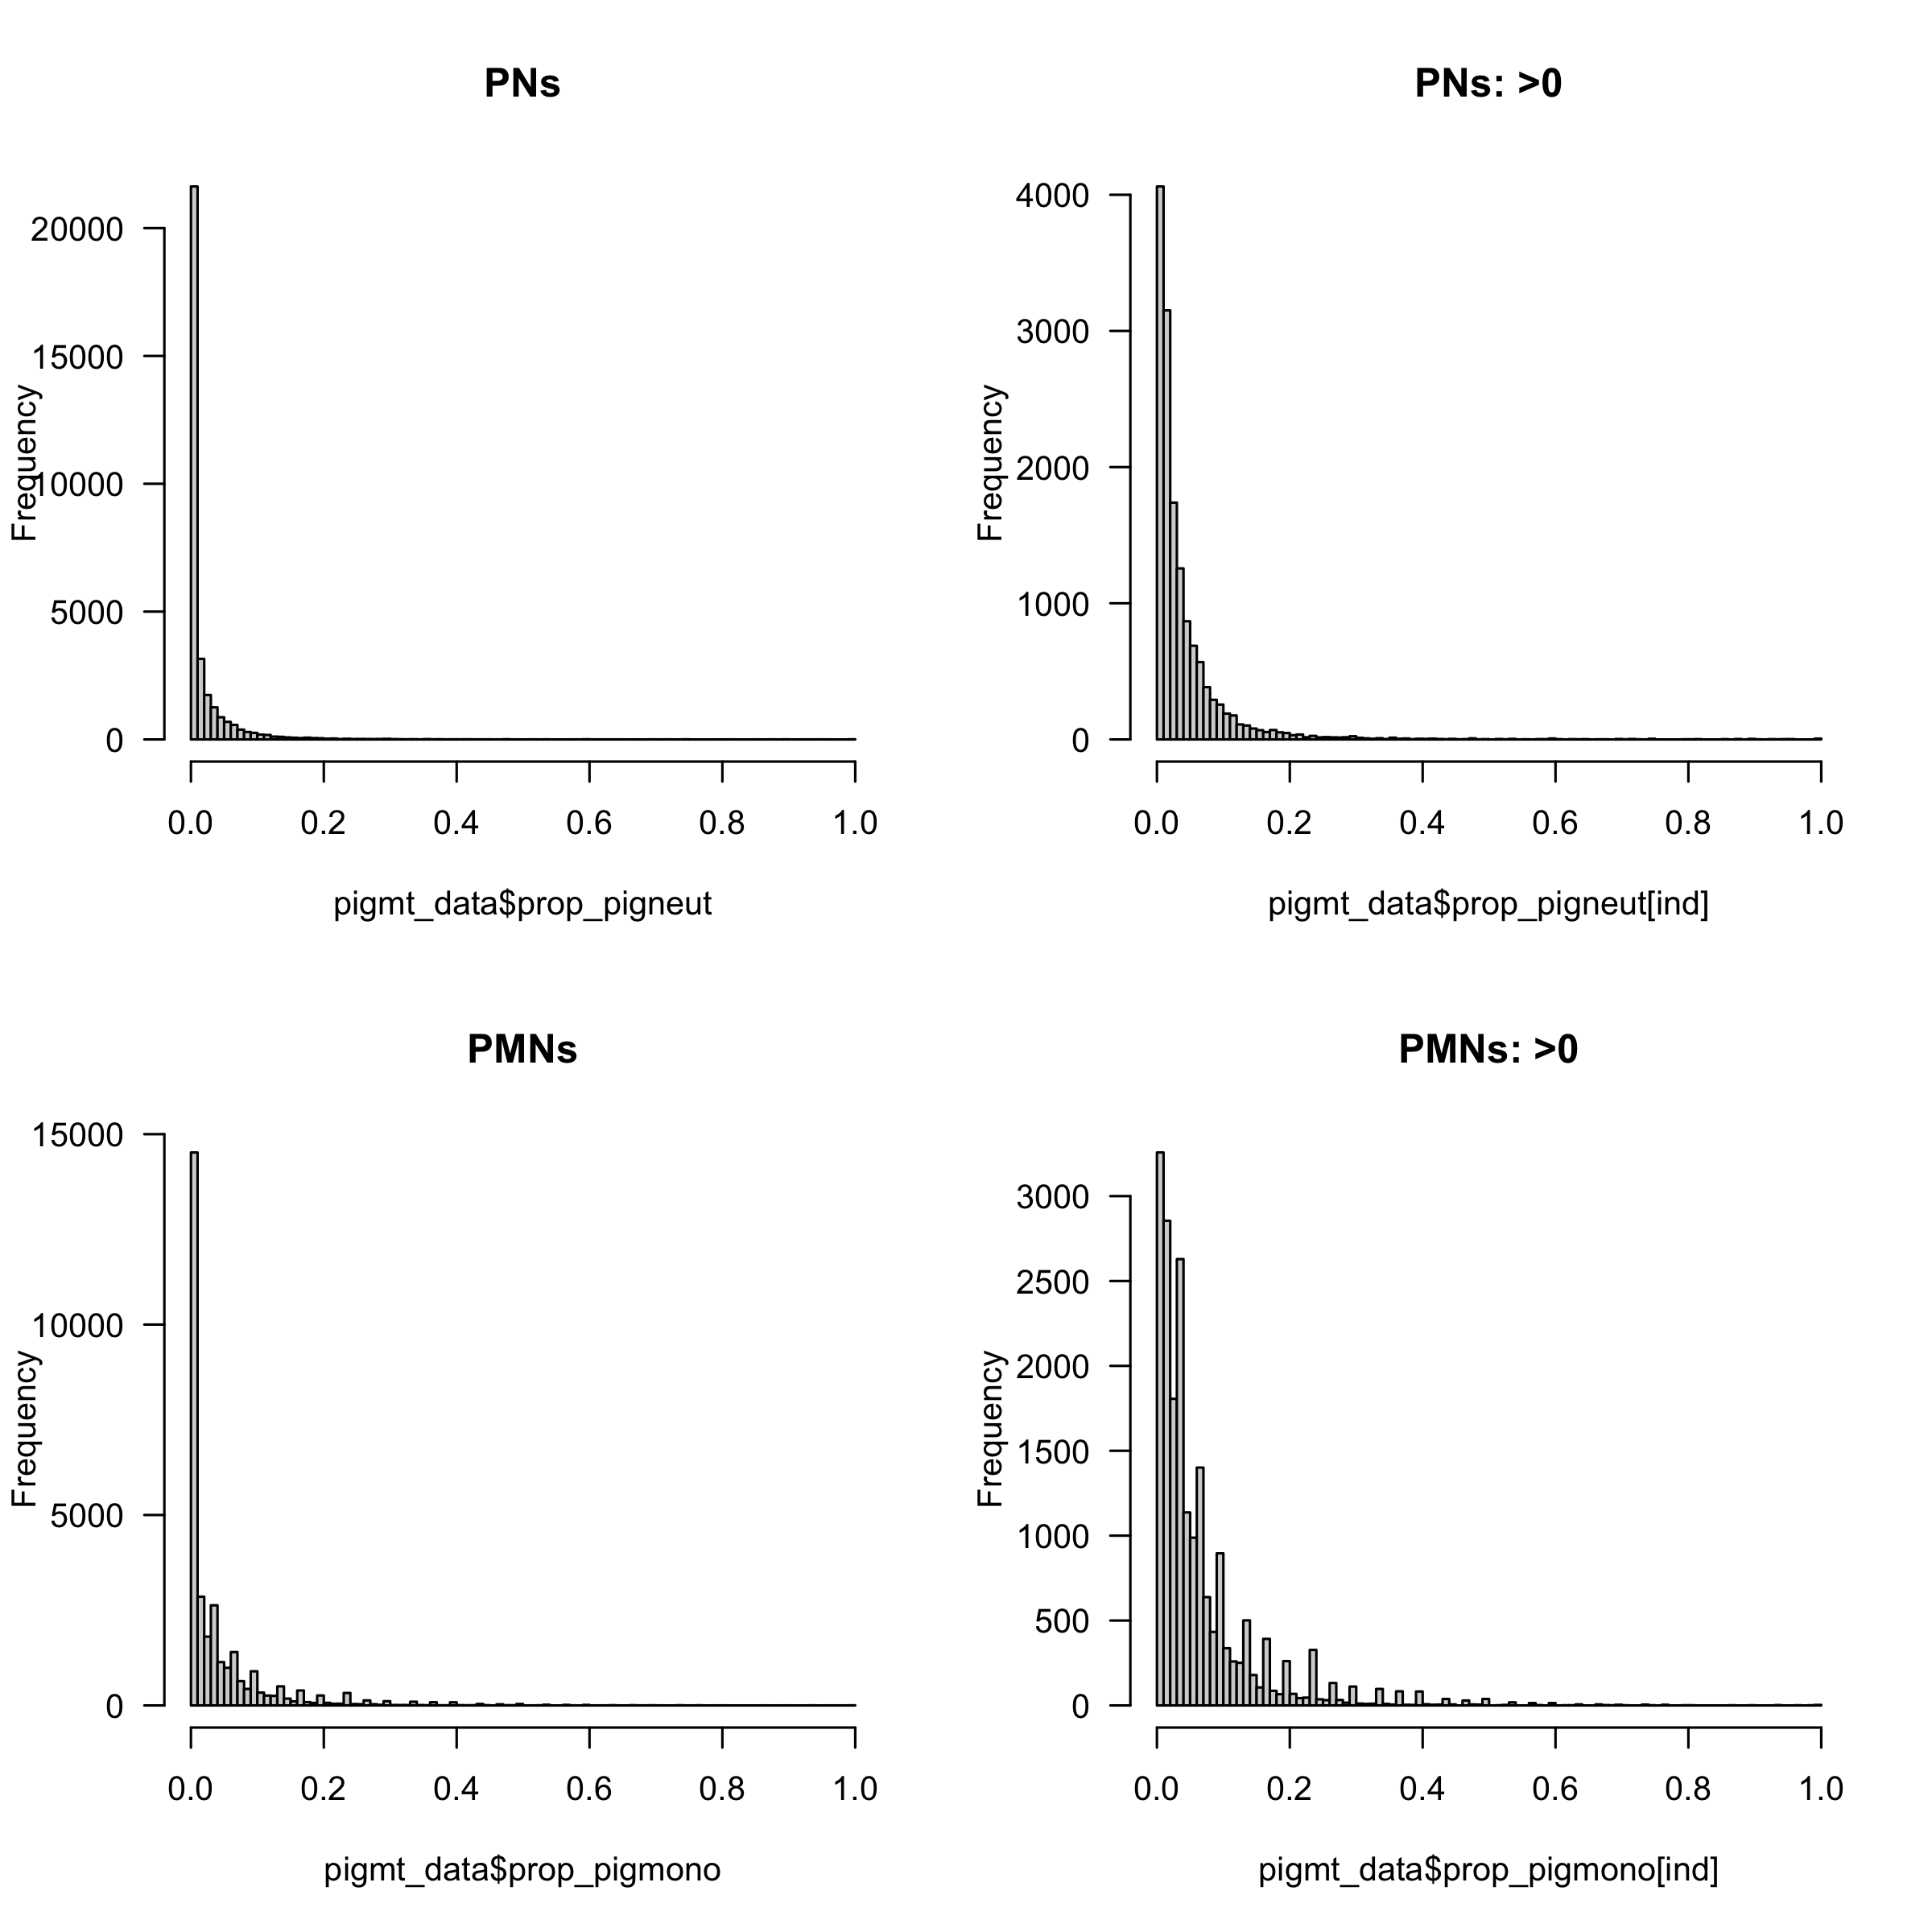 PNs
Frequency
20000
15000
10000
5000
0
0.0 0.2 0.4 0.6 0.8 1.0
pigmt_data$prop_pigneut
PNs: >0
Frequency
4000
3000
2000
1000
0
0.0 0.2 0.4 0.6 0.8 1.0
pigmt_data$prop_pigneut[ind]
PMNs
Frequency
15000
10000
5000
0
0.0 0.2 0.4 0.6 0.8 1.0
pigmt_data$prop_pigmono
PMNs: >0
Frequency
3000
2500
2000
1500
1000
500
0
0.0 0.2 0.4 0.6 0.8 1.0
pigmt_data$prop_pigmono[ind]